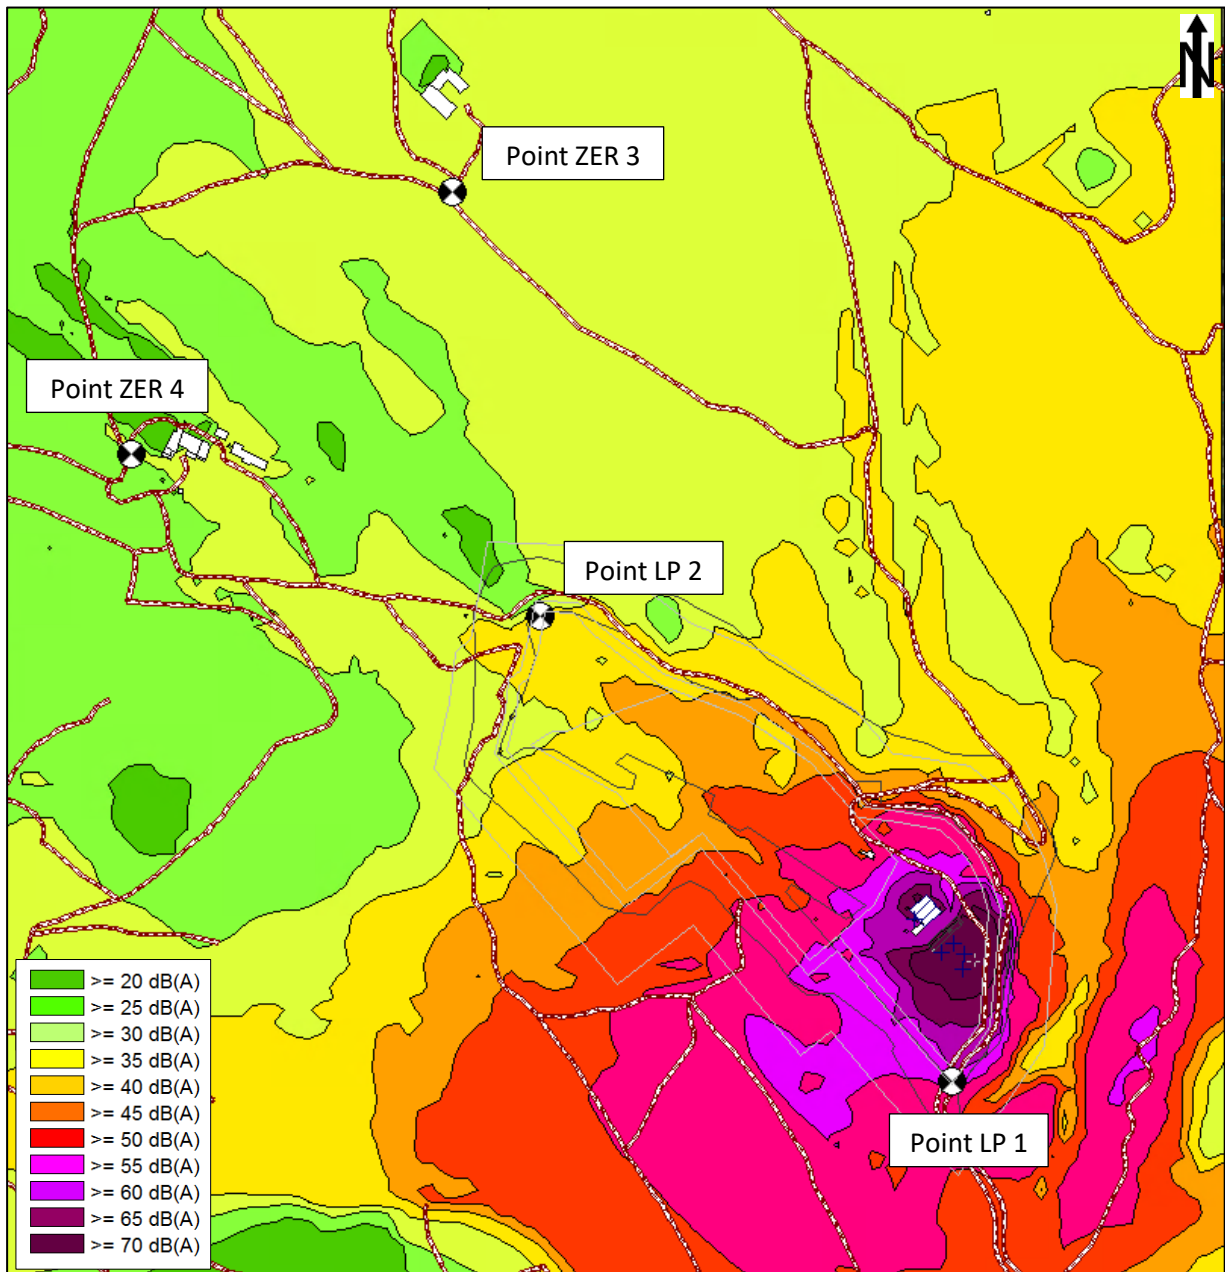 N
Point ZER 3
Point ZER 4
Point LP 2
Point LP 1
>= 20 dB(A)
>= 25 dB(A)
>= 30 dB(A)
>= 35 dB(A)
>= 40 dB(A)
>= 45 dB(A)
>= 50 dB(A)
>= 55 dB(A)
>= 60 dB(A)
>= 65 dB(A)
>= 70 dB(A)